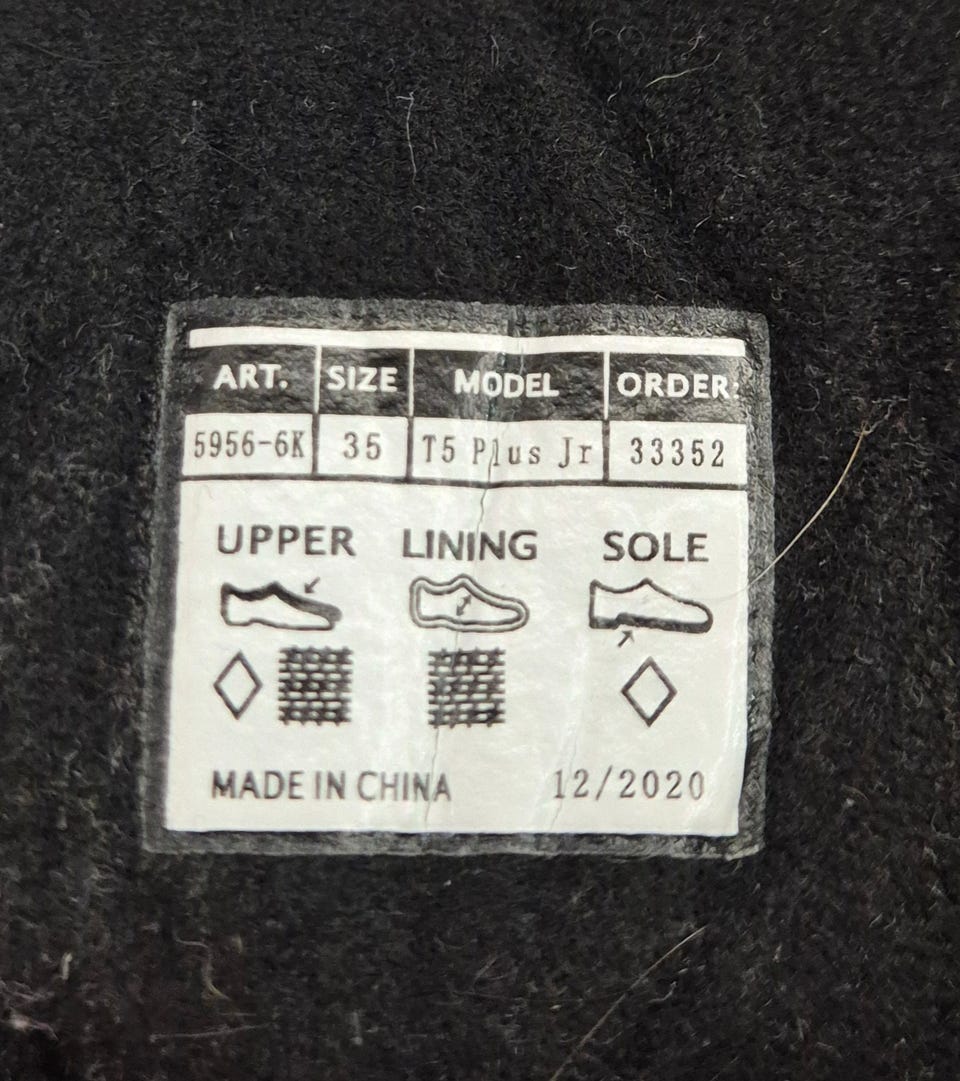 ART. SIZE MODEL ORDER:
5956-6K 35 T5 Plus Jr 33352
UPPER LINING SOLE
MADE IN CHINA 12/2020